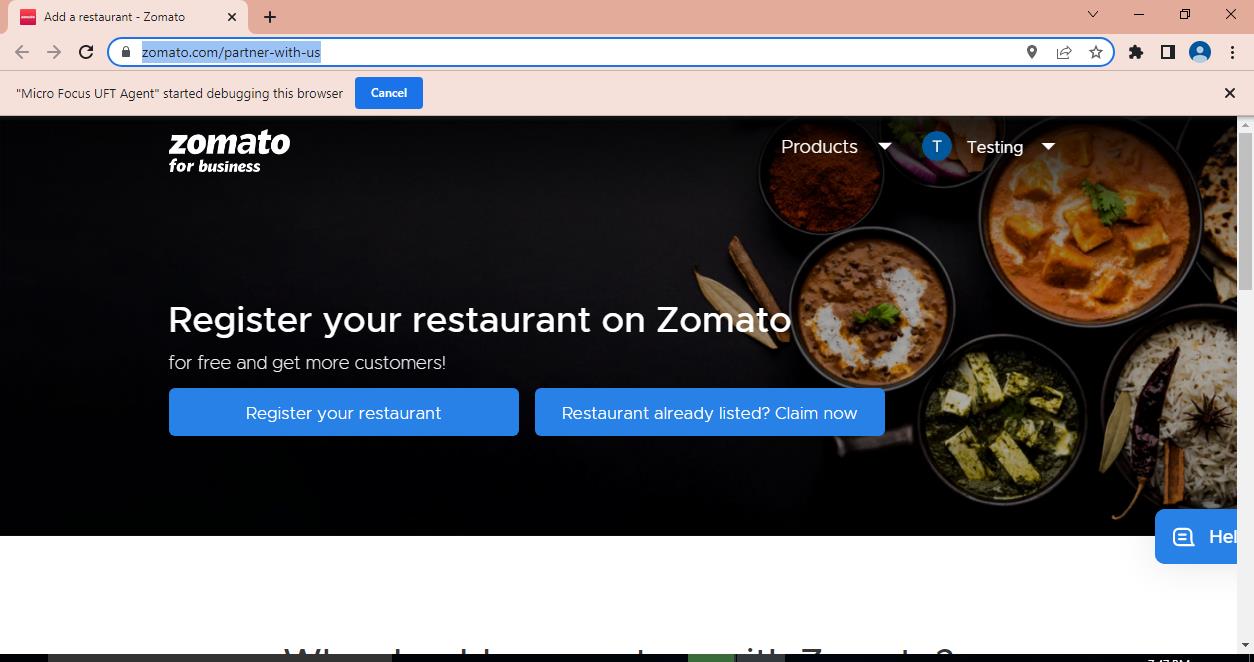 Add a restaurant - Zomato
zomato.com/partner-with-us
"Micro Focus UFT Agent" started debugging this browser Cancel
zomato
for business
Products T Testing
Register your restaurant on Zomato
for free and get more customers!
Register your restaurant Restaurant already listed? Claim now
Hel